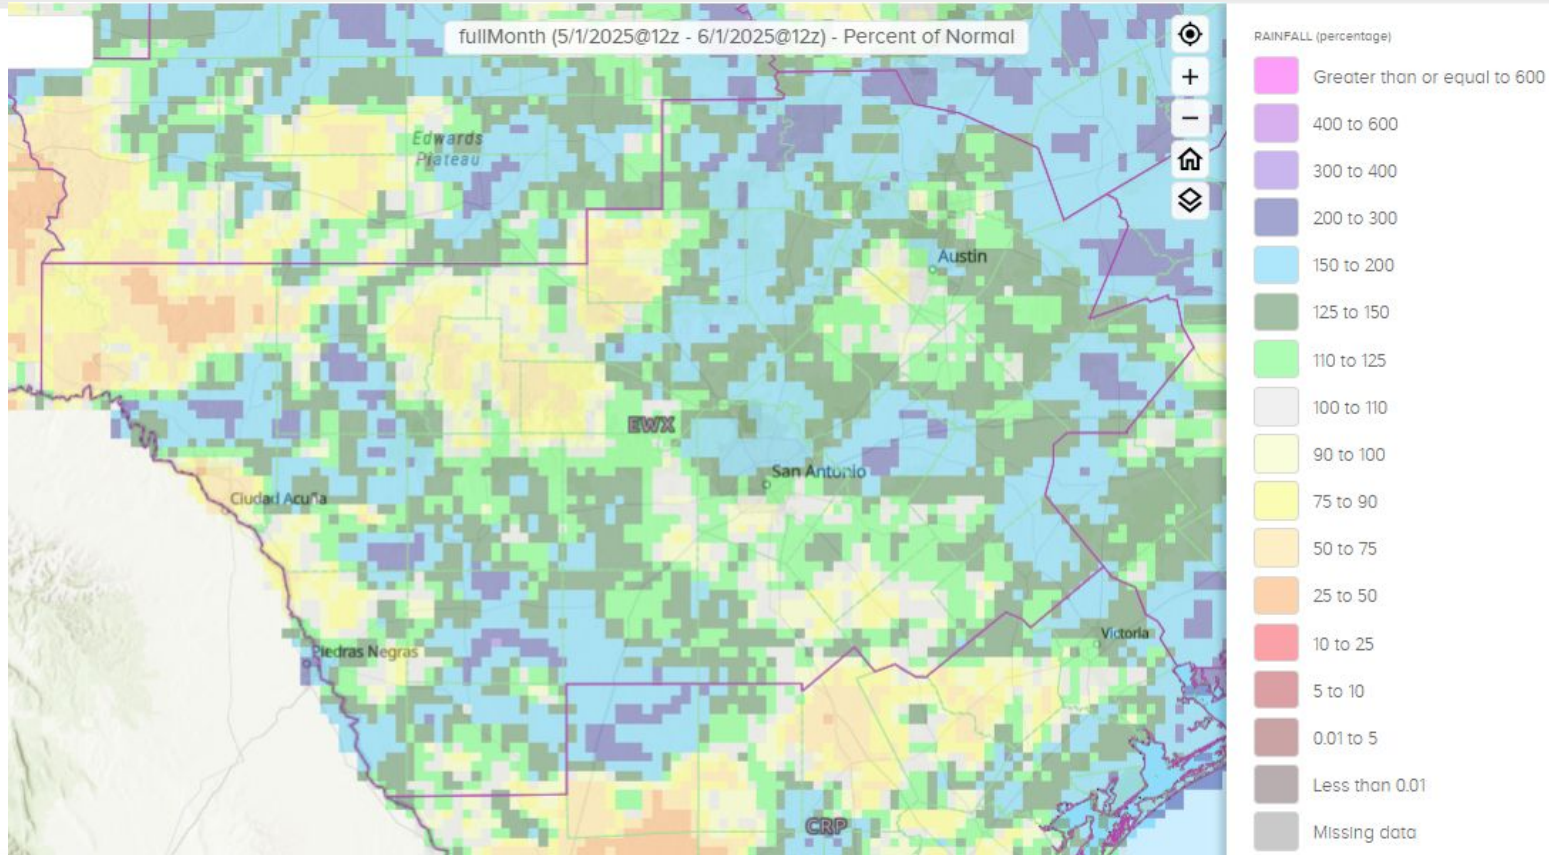 fullMonth (5/1/2025@12z - 6/1/2025@12z) - Percent of Normal
+
−
Edwards
Plateau
Austin
EWX
San Antonio
Ciudad Acuña
Piedras Negras
Victoria
CRP
RAINFALL (percentage)
Greater than or equal to 600
400 to 600
300 to 400
200 to 300
150 to 200
125 to 150
110 to 125
100 to 110
90 to 100
75 to 90
50 to 75
25 to 50
10 to 25
5 to 10
0.01 to 5
Less than 0.01
Missing data